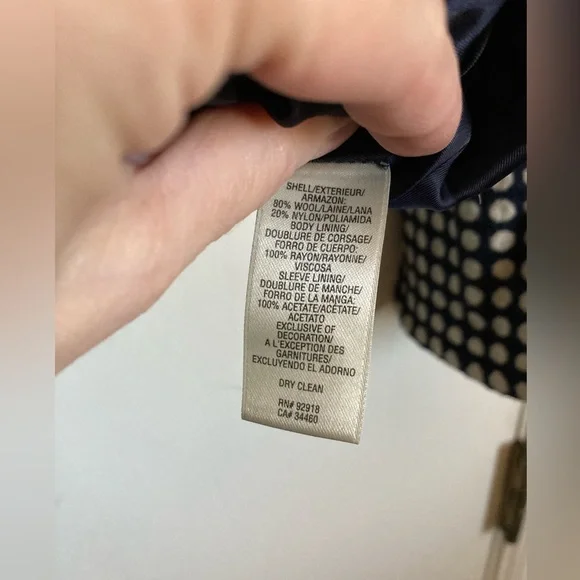 SHELL/EXTERIEUR/
ARMAZON:
80% WOOL/LAINE/LANA
20% NYLON/POLIAMIDA
BODY LINING/
DOUBLURE DE CORSAGE/
FORRO DE CUERPO:
100% RAYON/RAYONNE/
VISCOSA
SLEEVE LINING/
DOUBLURE DE MANCHE/
FORRO DE LA MANGA:
100% ACETATE/ACÉTATE/
ACETATO
EXCLUSIVE OF
DECORATION/
A L'EXCEPTION DES
GARNITURES/
EXCLUYENDO EL ADORNO
DRY CLEAN
RN# 92918
CA# 34460